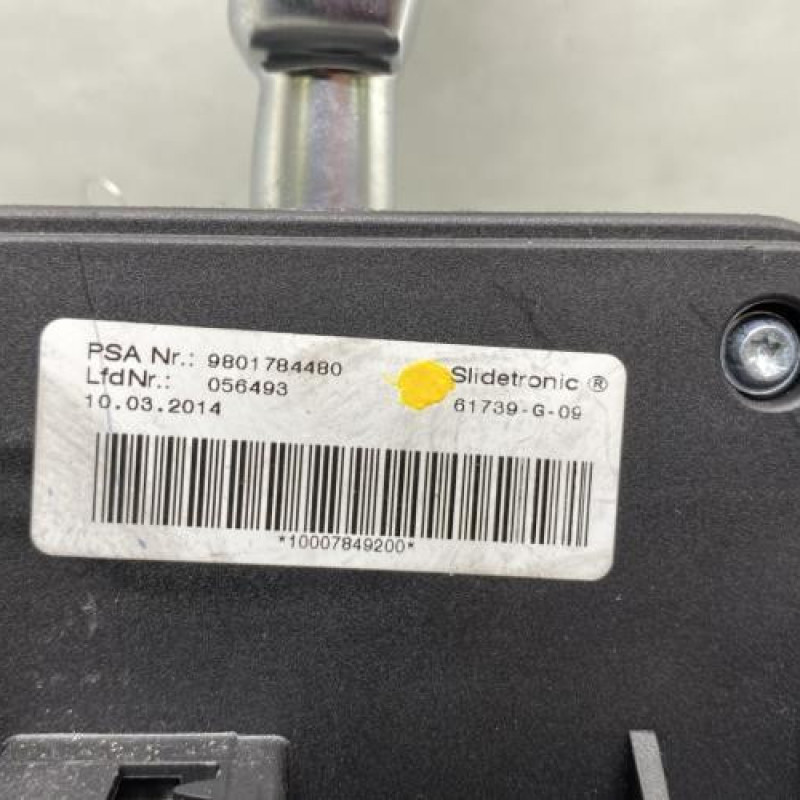 PSA Nr.: 9801784480
LfdNr.: 056493
10.03.2014
Slidetronic ®
61739-G-09
*10007849200*